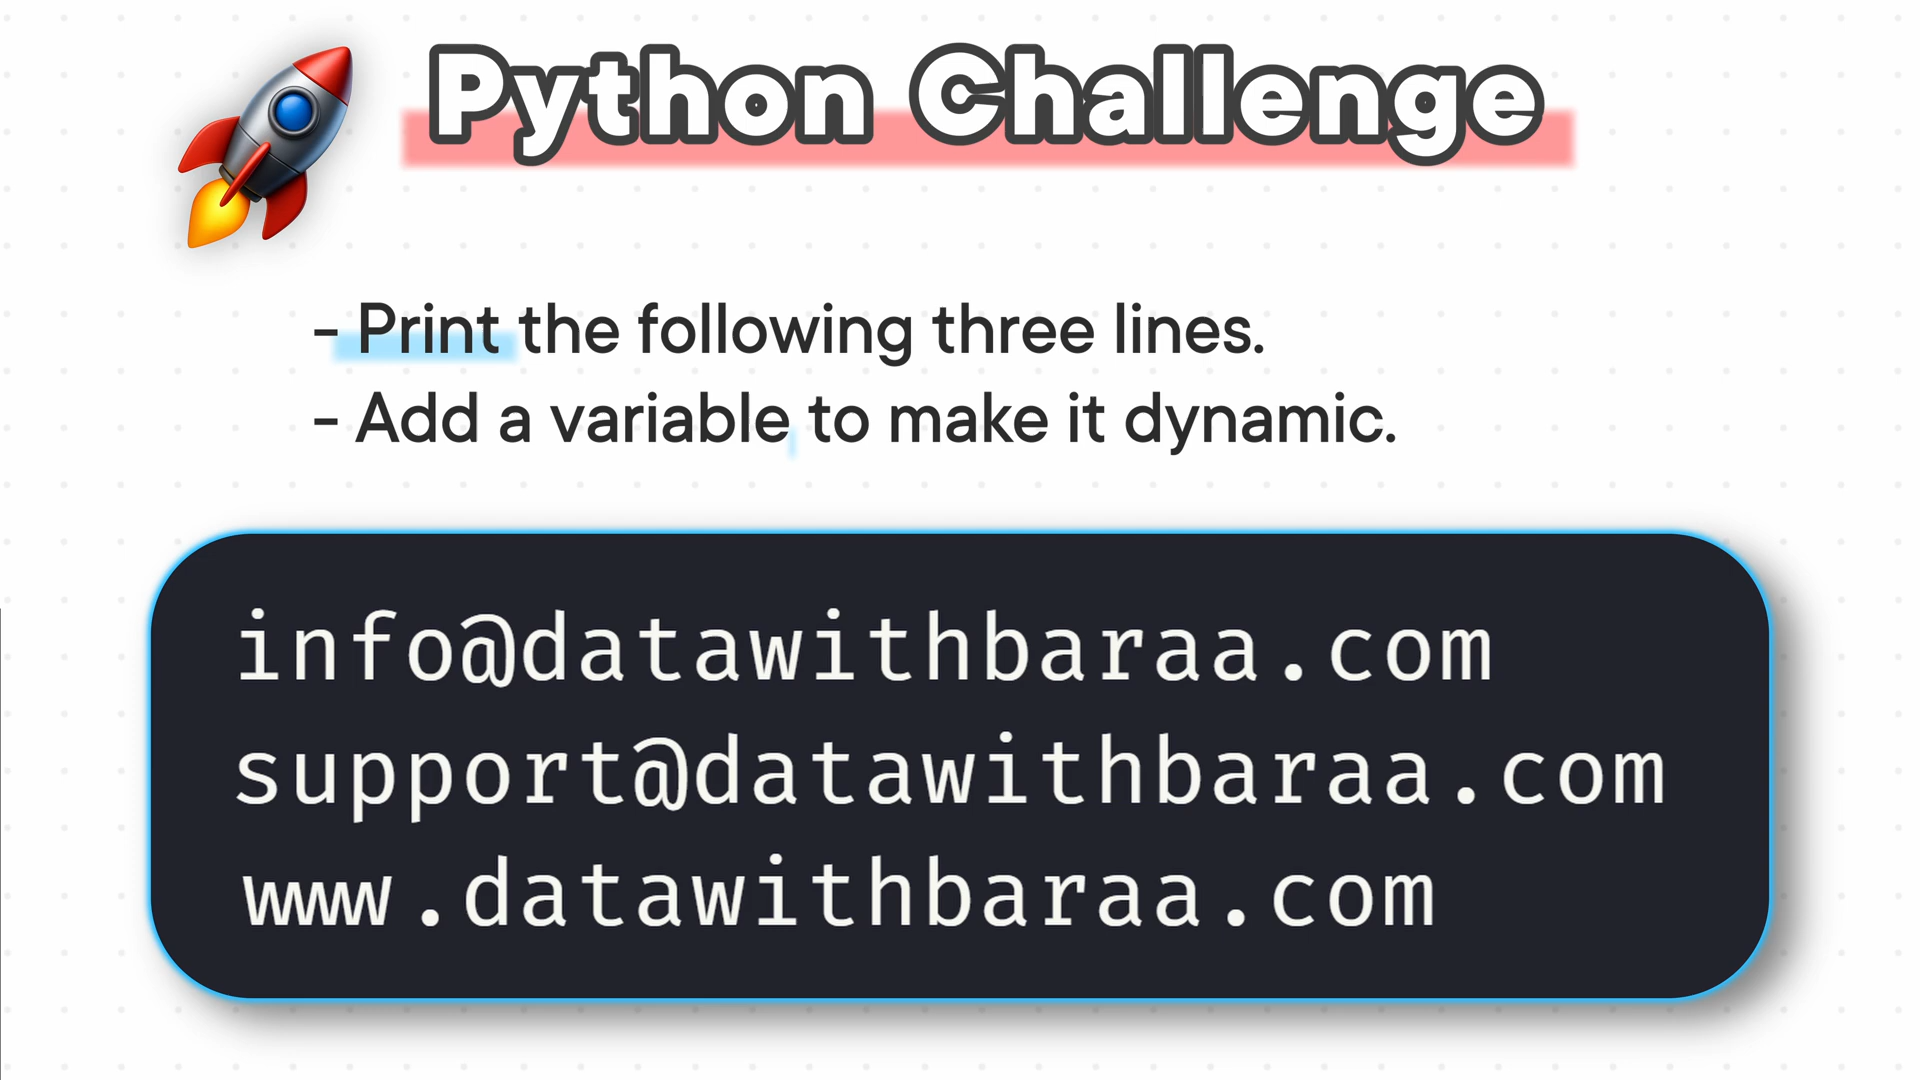 Python Challenge
- Print the following three lines.
- Add a variable to make it dynamic.
info@datawithbaraa.com
support@datawithbaraa.com
www.datawithbaraa.com